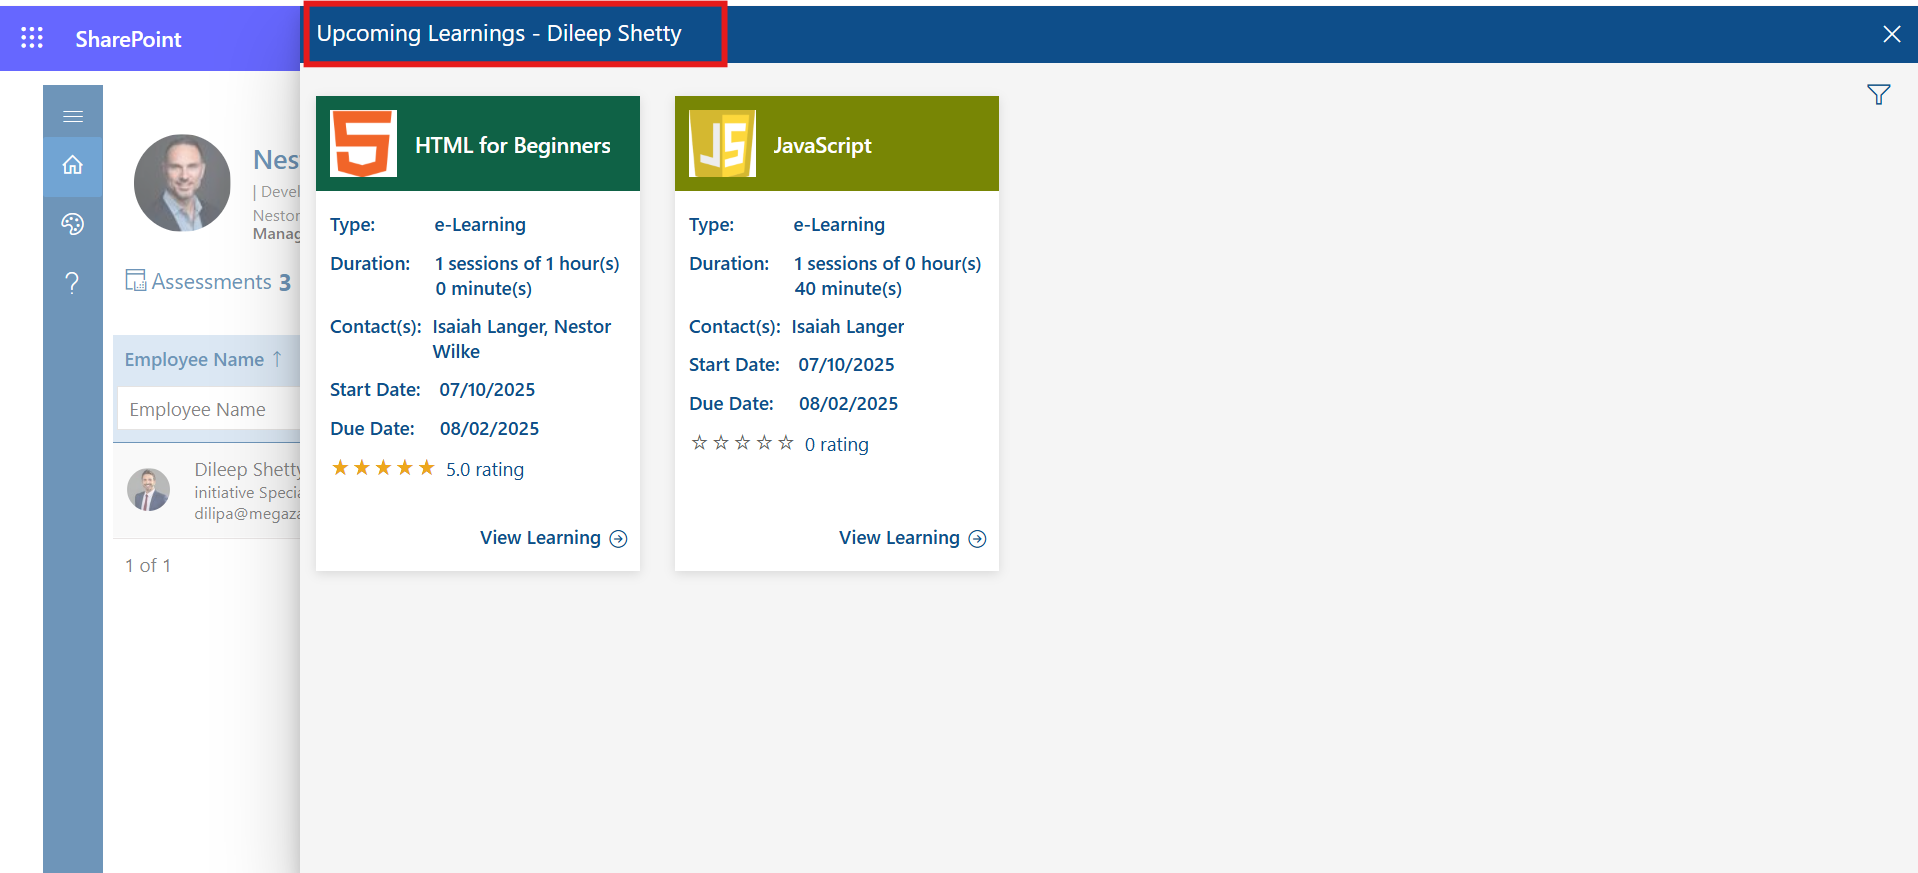 SharePoint
Upcoming Learnings - Dileep Shetty
Nes
| Devel
Nestor
Manag
Assessments 3
Employee Name ↑
Employee Name
Dileep Shetty
initiative Specia
dilipa@megaza
1 of 1
HTML for Beginners
Type: e-Learning
Duration: 1 sessions of 1 hour(s)
0 minute(s)
Contact(s): Isaiah Langer, Nestor
Wilke
Start Date: 07/10/2025
Due Date: 08/02/2025
5.0 rating
View Learning
JS
JavaScript
Type: e-Learning
Duration: 1 sessions of 0 hour(s)
40 minute(s)
Contact(s): Isaiah Langer
Start Date: 07/10/2025
Due Date: 08/02/2025
0 rating
View Learning